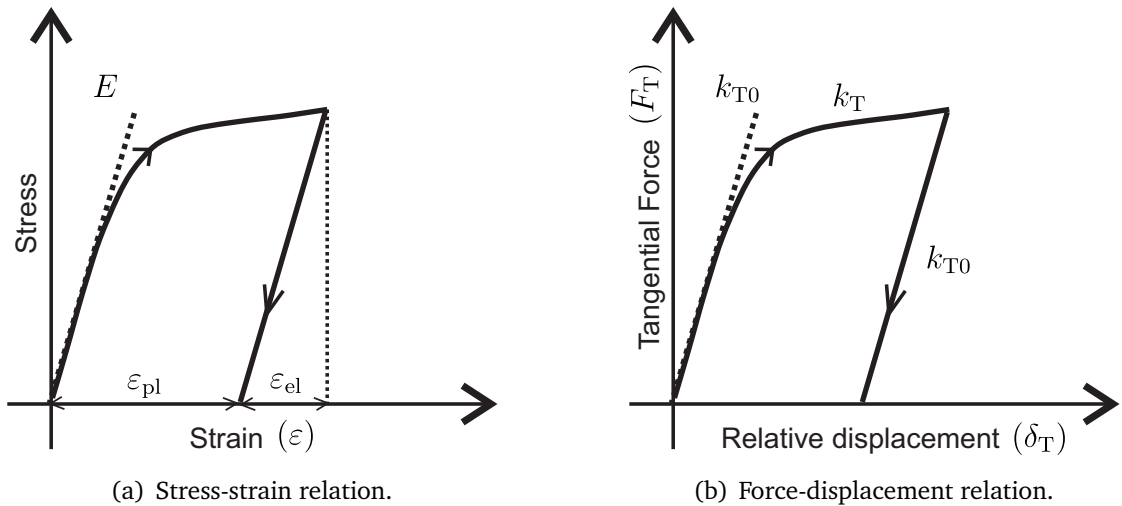 E
Stress
ε_pl
ε_el
Strain (ε)
(a) Stress-strain relation.
k_T0
k_T
Tangential Force (F_T)
k_T0
Relative displacement (δ_T)
(b) Force-displacement relation.